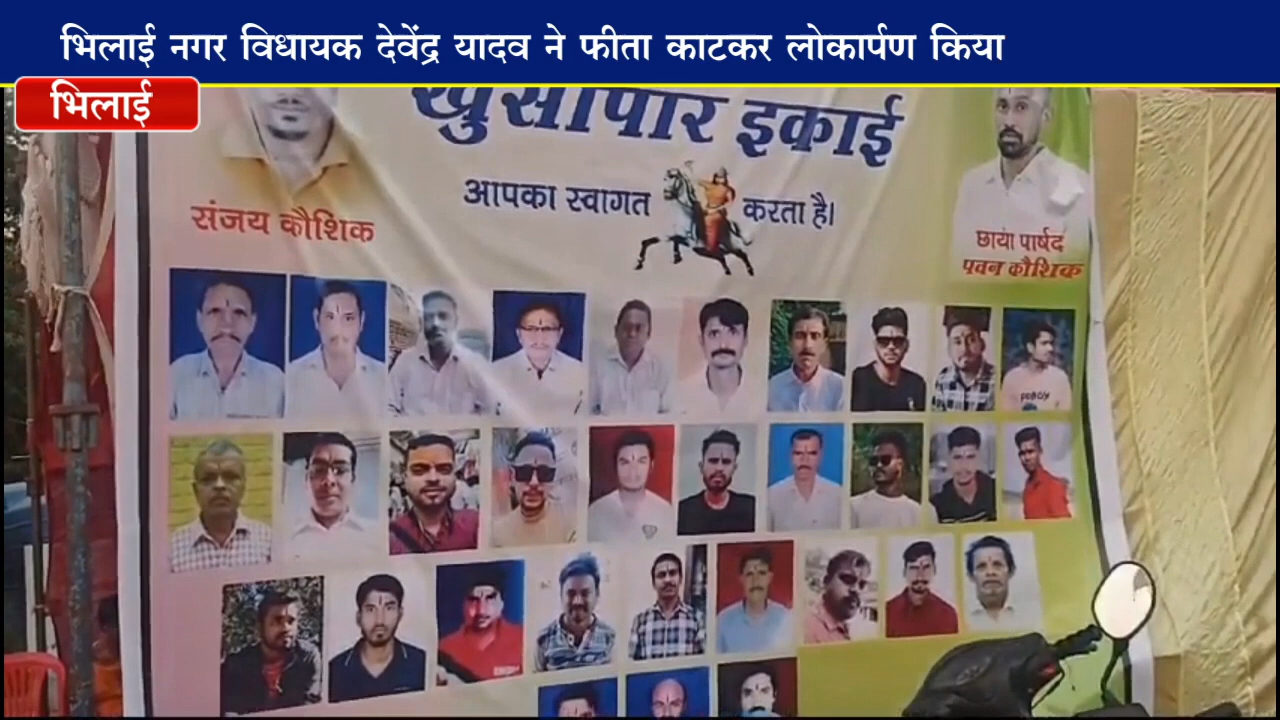 भिलाई नगर विधायक देवेंद्र यादव ने फीता काटकर लोकार्पण किया
भिलाई
खुर्सीपार इकाई
आपका स्वागत करता है।
संजय कौशिक
छाया पार्षद
पवन कौशिक